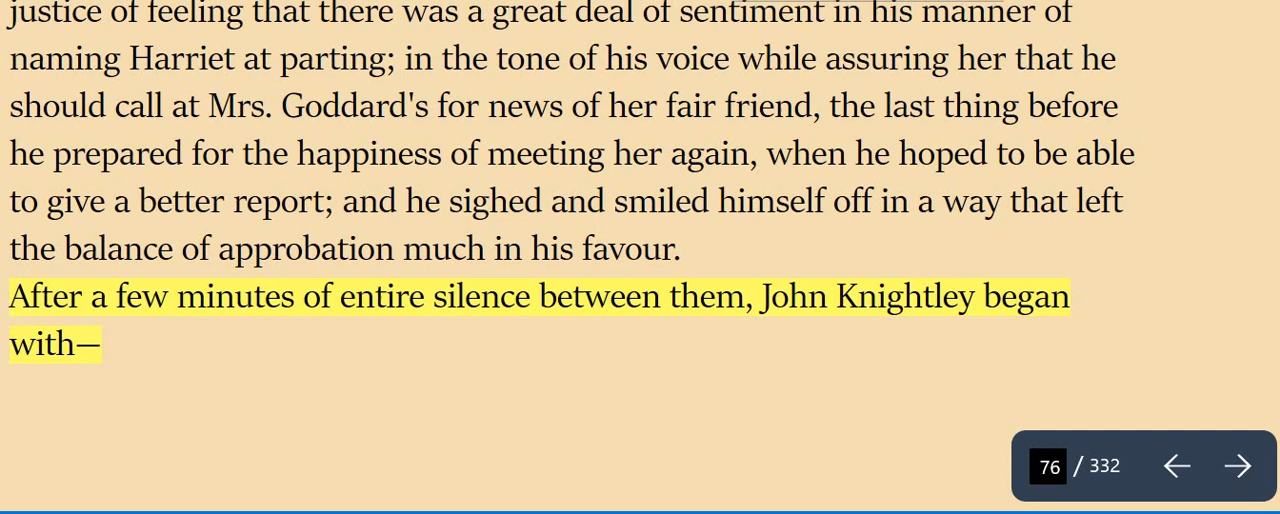 justice of feeling that there was a great deal of sentiment in his manner of
naming Harriet at parting; in the tone of his voice while assuring her that he
should call at Mrs. Goddard's for news of her fair friend, the last thing before
he prepared for the happiness of meeting her again, when he hoped to be able
to give a better report; and he sighed and smiled himself off in a way that left
the balance of approbation much in his favour.
After a few minutes of entire silence between them, John Knightley began
with—
76 / 332